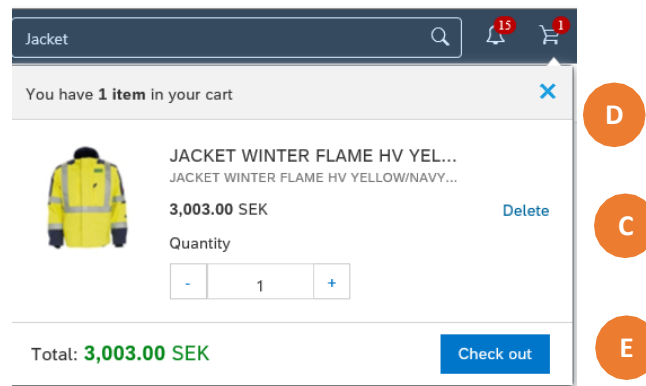 Jacket
15
1
You have 1 item in your cart
D
JACKET WINTER FLAME HV YEL...
JACKET WINTER FLAME HV YELLOW/NAVY...
3,003.00 SEK
Delete
C
Quantity
- 1 +
Total: 3,003.00 SEK
Check out
E